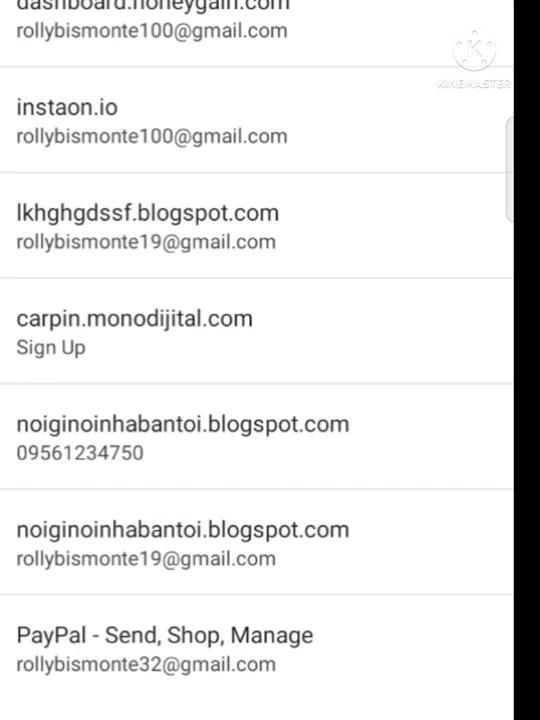 dashboard.honeygain.com
rollybismonte100@gmail.com
KINEMASTER
instaon.io
rollybismonte100@gmail.com
lkhghgdssf.blogspot.com
rollybismonte19@gmail.com
carpin.monodijital.com
Sign Up
noiginoinhabantoi.blogspot.com
09561234750
noiginoinhabantoi.blogspot.com
rollybismonte19@gmail.com
PayPal - Send, Shop, Manage
rollybismonte32@gmail.com